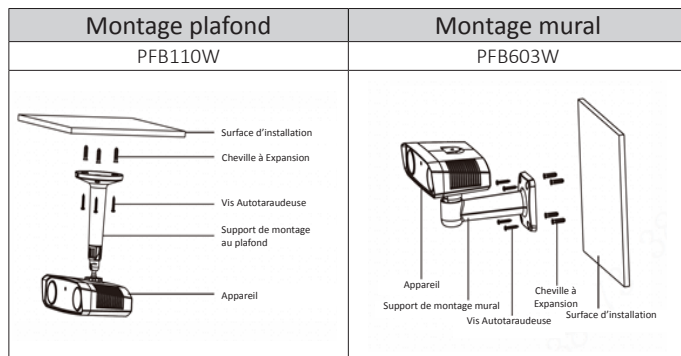 Montage plafond
Montage mural
PFB110W
PFB603W
Surface d'installation
Cheville à Expansion
Vis Autotaraudeuse
Support de montage
au plafond
Appareil
Appareil
Support de montage mural
Vis Autotaraudeuse
Cheville à
Expansion
Surface d'installation